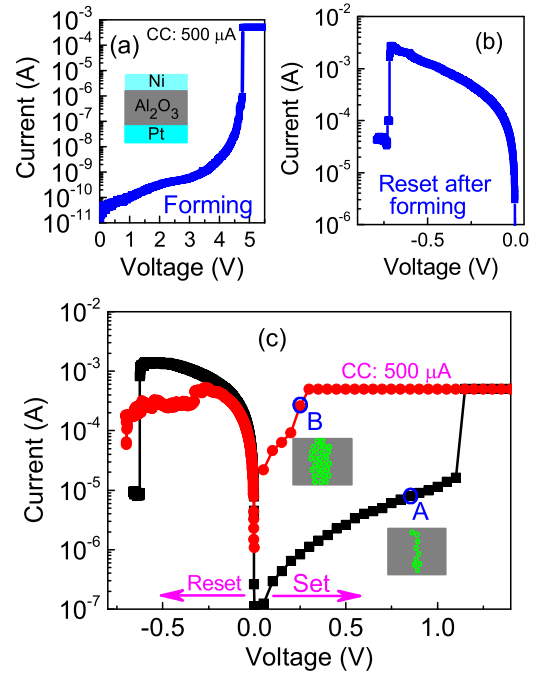 (a)
CC: 500 μA
Ni
Al2O3
Pt
Forming
10^-3
10^-4
10^-5
10^-6
10^-7
10^-8
10^-9
10^-10
10^-11
Current (A)
0 1 2 3 4 5
Voltage (V)
(b)
Reset after
forming
10^-2
10^-3
10^-4
10^-5
10^-6
Current (A)
-0.5 0.0
Voltage (V)
(c)
CC: 500 μA
B
A
Reset
Set
10^-2
10^-3
10^-4
10^-5
10^-6
10^-7
Current (A)
-0.5 0.0 0.5 1.0
Voltage (V)